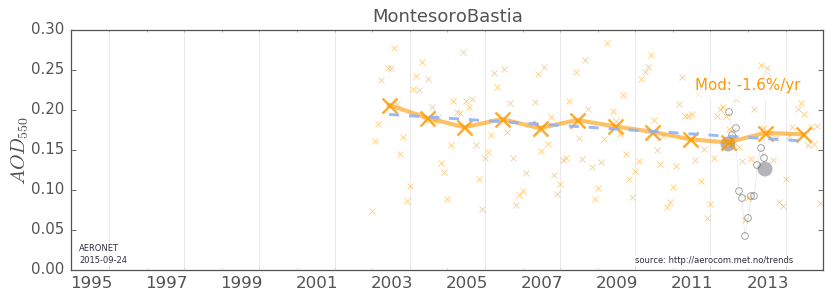 MontesoroBastia
0.30
0.25
0.20
0.15
0.10
0.05
0.00
AOD550
Mod: -1.6%/yr
AERONET
2015-09-24
source: http://aerocom.met.no/trends
1995 1997 1999 2001 2003 2005 2007 2009 2011 2013